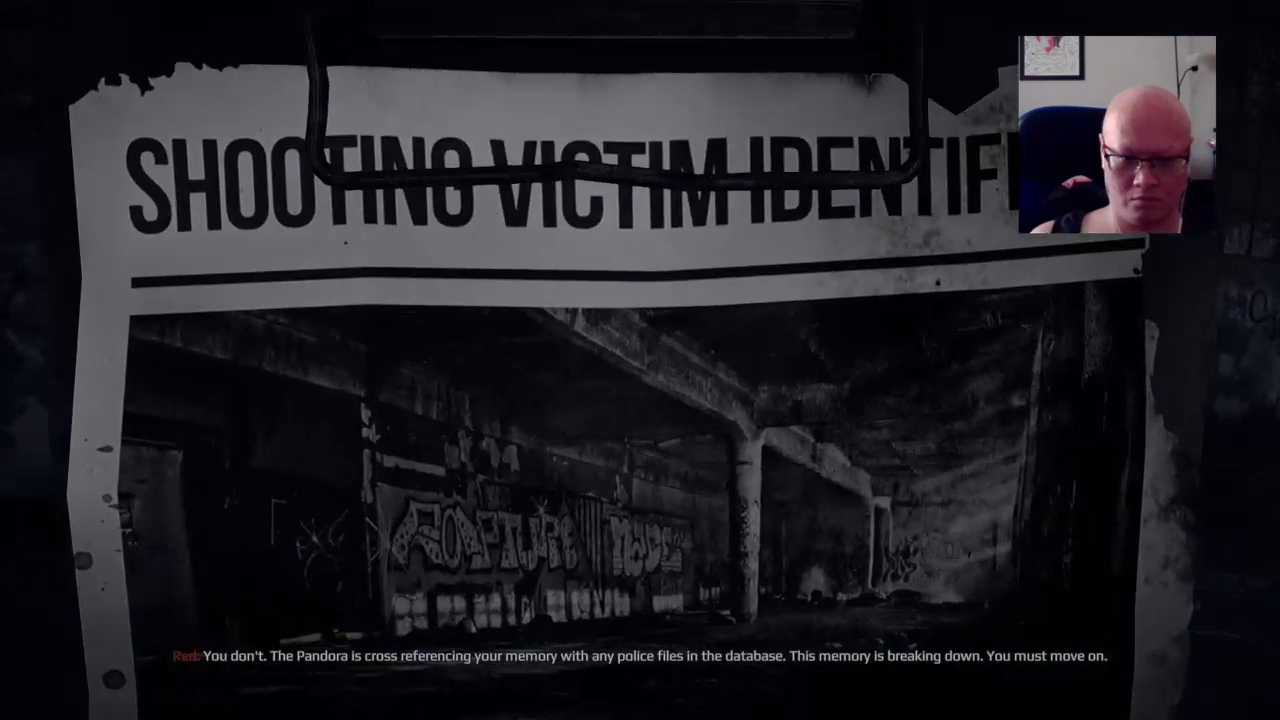 SHOOTING VICTIM IDENTIF
Red: You don't. The Pandora is cross referencing your memory with any police files in the database. This memory is breaking down. You must move on.